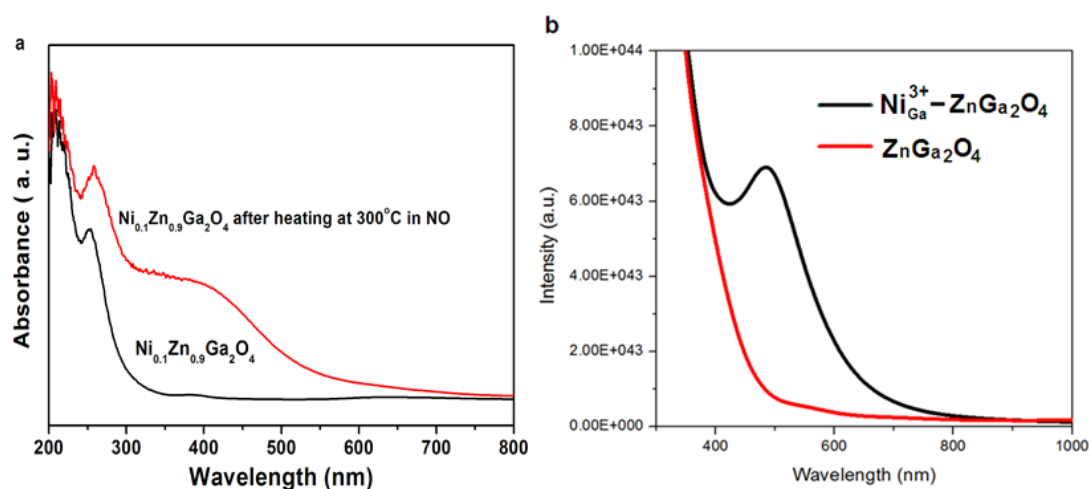 a
Absorbance ( a. u.)
Ni0.1Zn0.9Ga2O4 after heating at 300°C in NO
Ni0.1Zn0.9Ga2O4
200 300 400 500 600 700 800
Wavelength (nm)
b
Intensity (a.u.)
1.00E+044
8.00E+043
6.00E+043
4.00E+043
2.00E+043
0.00E+000
Ni3+Ga-ZnGa2O4
ZnGa2O4
400 600 800 1000
Wavelength (nm)